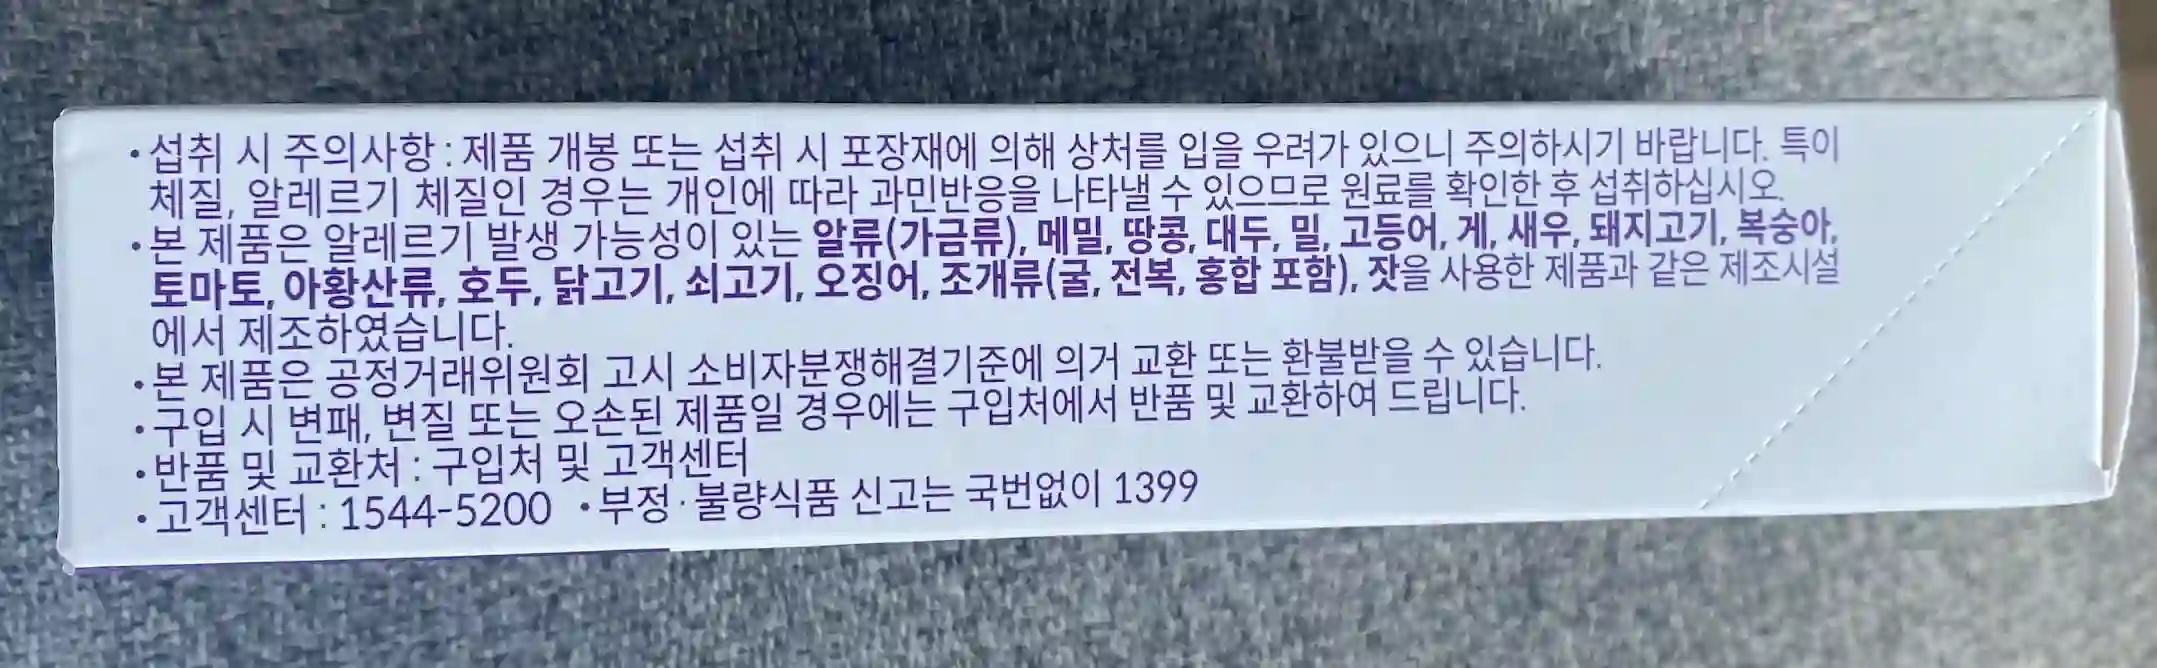 • 섭취 시 주의사항 : 제품 개봉 또는 섭취 시 포장재에 의해 상처를 입을 우려가 있으니 주의하시기 바랍니다. 특이
체질, 알레르기 체질인 경우는 개인에 따라 과민반응을 나타낼 수 있으므로 원료를 확인한 후 섭취하십시오.
• 본 제품은 알레르기 발생 가능성이 있는 알류(가금류), 메밀, 땅콩, 대두, 밀, 고등어, 게, 새우, 돼지고기, 복숭아,
토마토, 아황산류, 호두, 닭고기, 쇠고기, 오징어, 조개류(굴, 전복, 홍합 포함), 잣을 사용한 제품과 같은 제조시설
에서 제조하였습니다.
• 본 제품은 공정거래위원회 고시 소비자분쟁해결기준에 의거 교환 또는 환불받을 수 있습니다.
• 구입 시 변패, 변질 또는 오손된 제품일 경우에는 구입처에서 반품 및 교환하여 드립니다.
• 반품 및 교환처 : 구입처 및 고객센터
• 고객센터 : 1544-5200 • 부정 · 불량식품 신고는 국번없이 1399